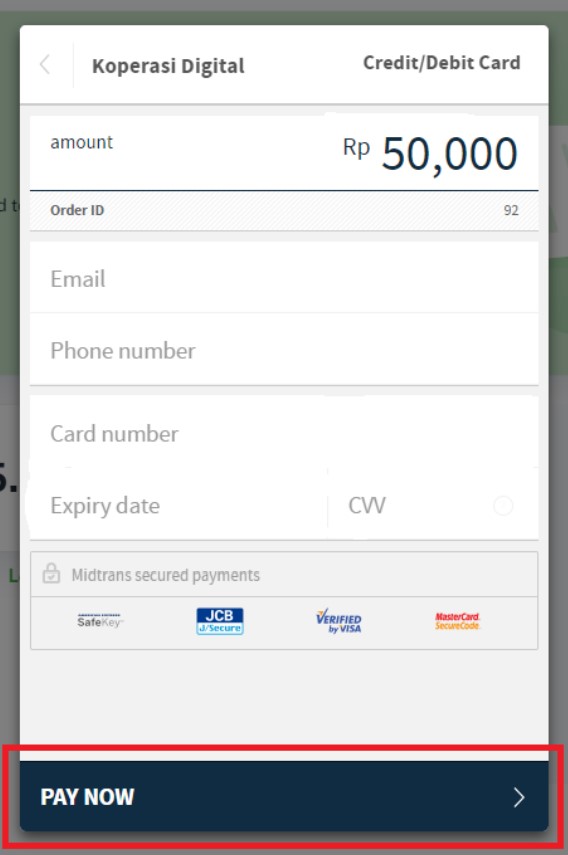 Koperasi Digital
Credit/Debit Card
amount
Rp 50,000
Order ID
92
Email
Phone number
Card number
Expiry date
CVV
Midtrans secured payments
SafeKey
JCB
J/Secure
VERIFIED
by VISA
MasterCard
SecureCode
PAY NOW